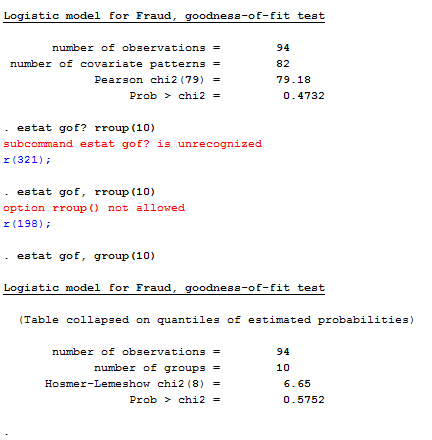 Logistic model for Fraud, goodness-of-fit test
number of observations = 94
number of covariate patterns = 82
Pearson chi2(79) = 79.18
Prob > chi2 = 0.4732
. estat gof? rroup(10)
subcommand estat gof? is unrecognized
r(321);
. estat gof, rroup(10)
option rroup() not allowed
r(198);
. estat gof, group(10)
Logistic model for Fraud, goodness-of-fit test
(Table collapsed on quantiles of estimated probabilities)
number of observations = 94
number of groups = 10
Hosmer-Lemeshow chi2(8) = 6.65
Prob > chi2 = 0.5752
.